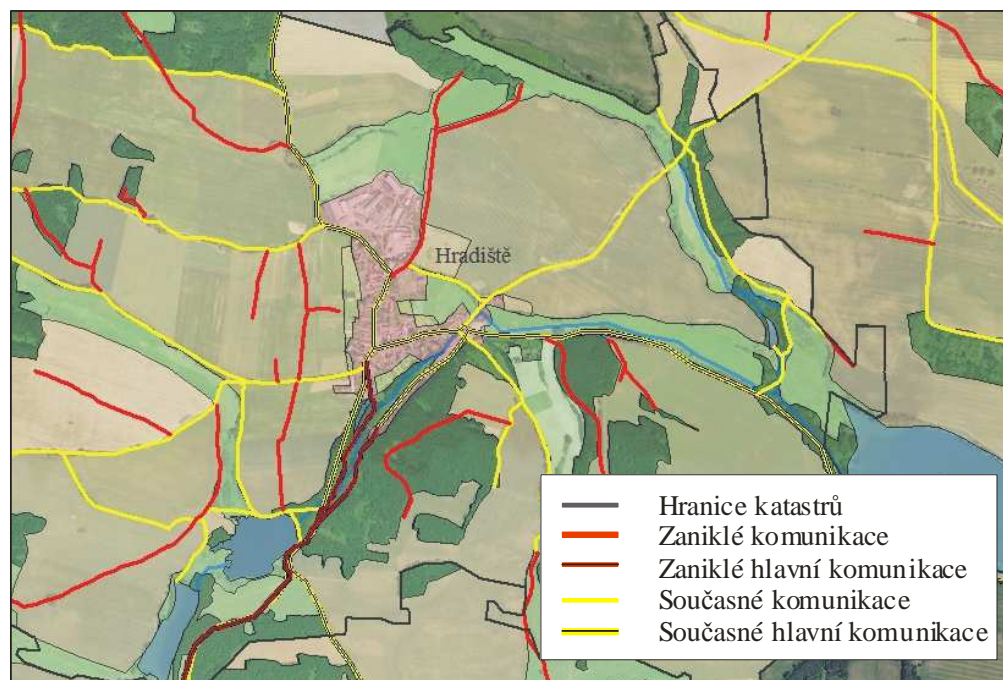 Hradiště
Hranice katastrů
Zaniklé komunikace
Zaniklé hlavní komunikace
Současné komunikace
Současné hlavní komunikace